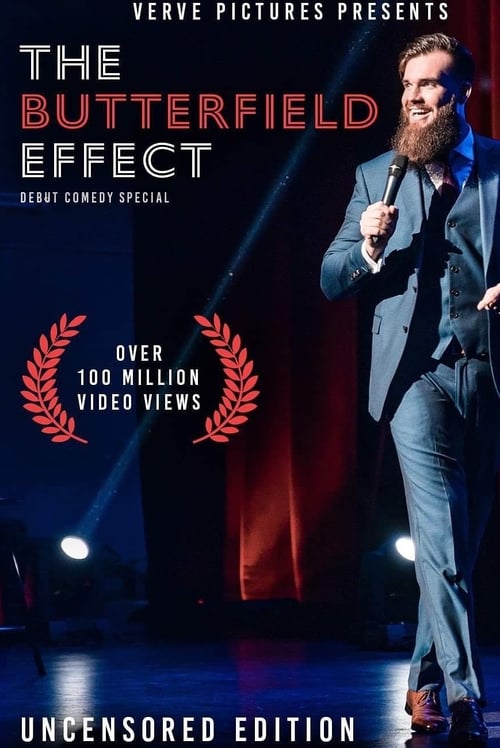 VERVE PICTURES PRESENTS
THE
BUTTERFIELD
EFFECT
DEBUT COMEDY SPECIAL
OVER
100 MILLION
VIDEO VIEWS
UNCENSORED EDITION